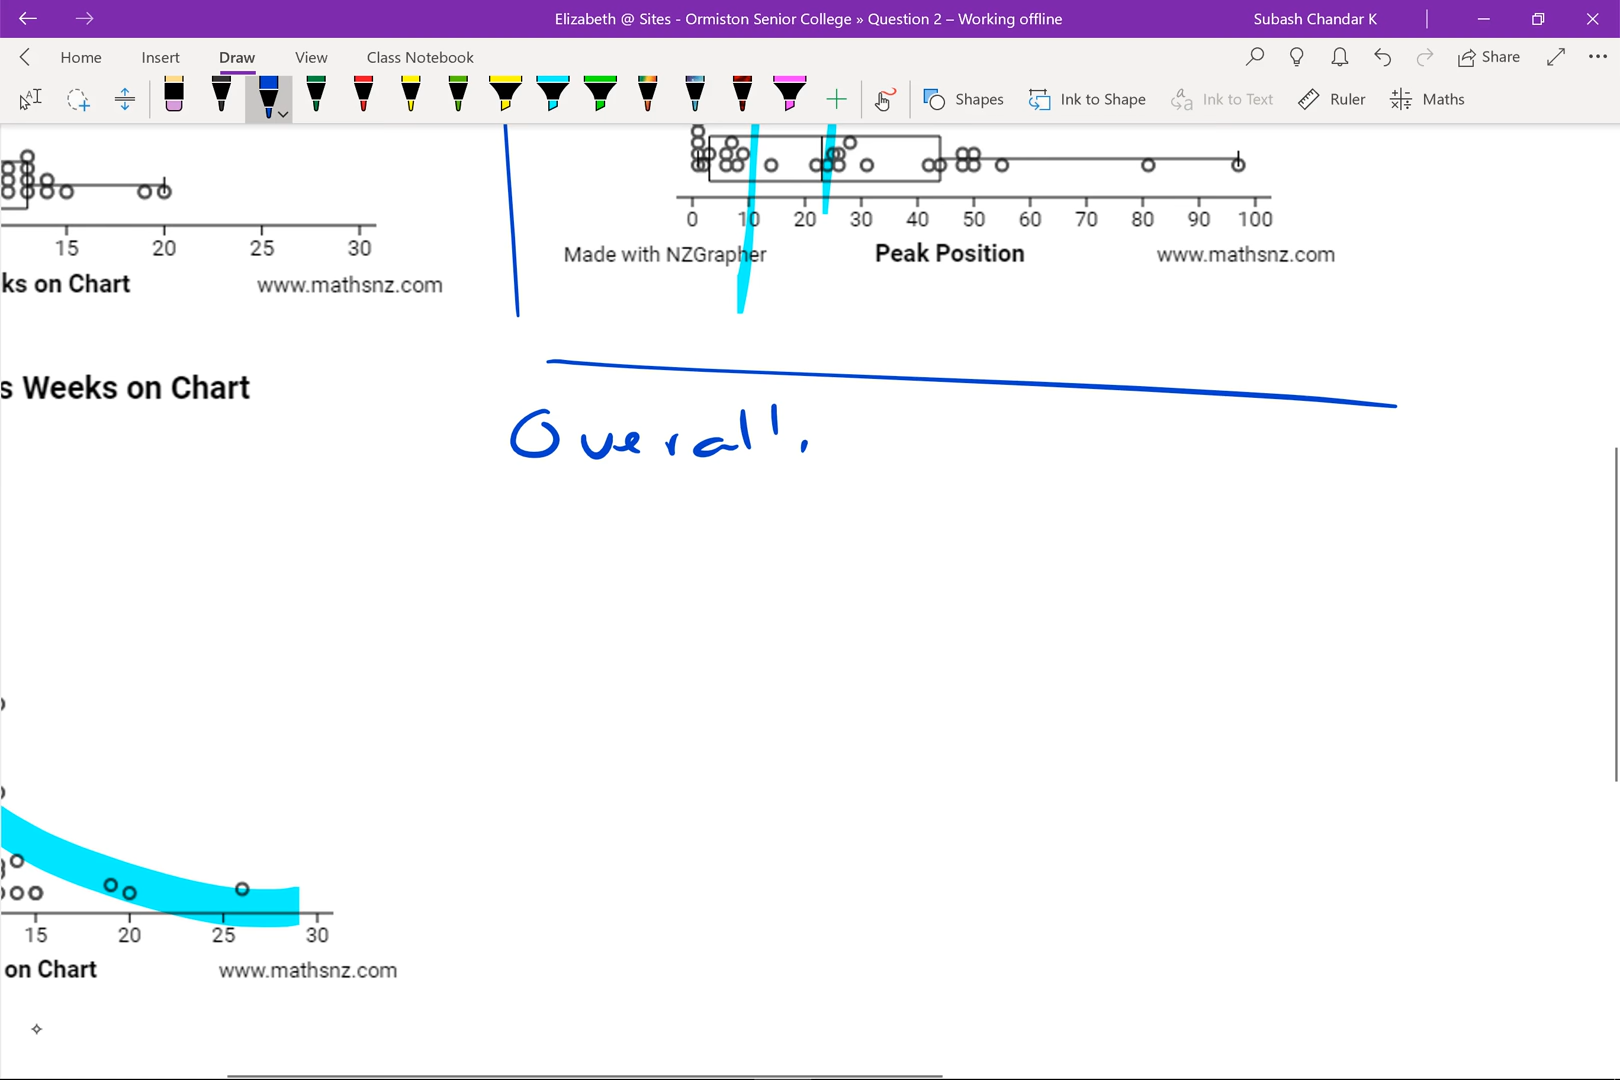 Elizabeth @ Sites - Ormiston Senior College » Question 2 – Working offline
Subash Chandar K
Home Insert Draw View Class Notebook
Share
Shapes Ink to Shape Ink to Text Ruler Maths
0 10 20 30 40 50 60 70 80 90 100
Made with NZGrapher Peak Position www.mathsnz.com
15 20 25 30
ks on Chart www.mathsnz.com
s Weeks on Chart
Overall,
15 20 25 30
on Chart www.mathsnz.com